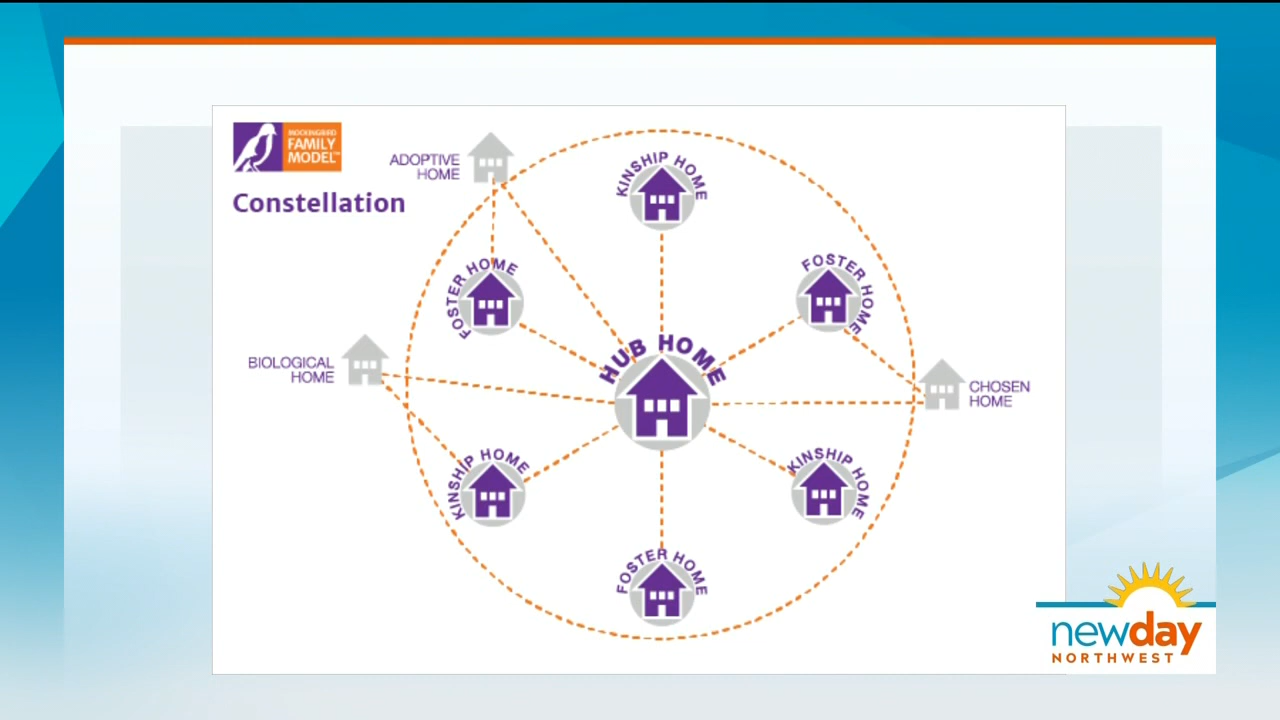 MOCKINGBIRD
FAMILY
MODEL™
Constellation
ADOPTIVE
HOME
KINSHIP HOME
FOSTER HOME
FOSTER HOME
HUB HOME
BIOLOGICAL
HOME
CHOSEN
HOME
KINSHIP HOME
KINSHIP HOME
FOSTER HOME
newday
NORTHWEST